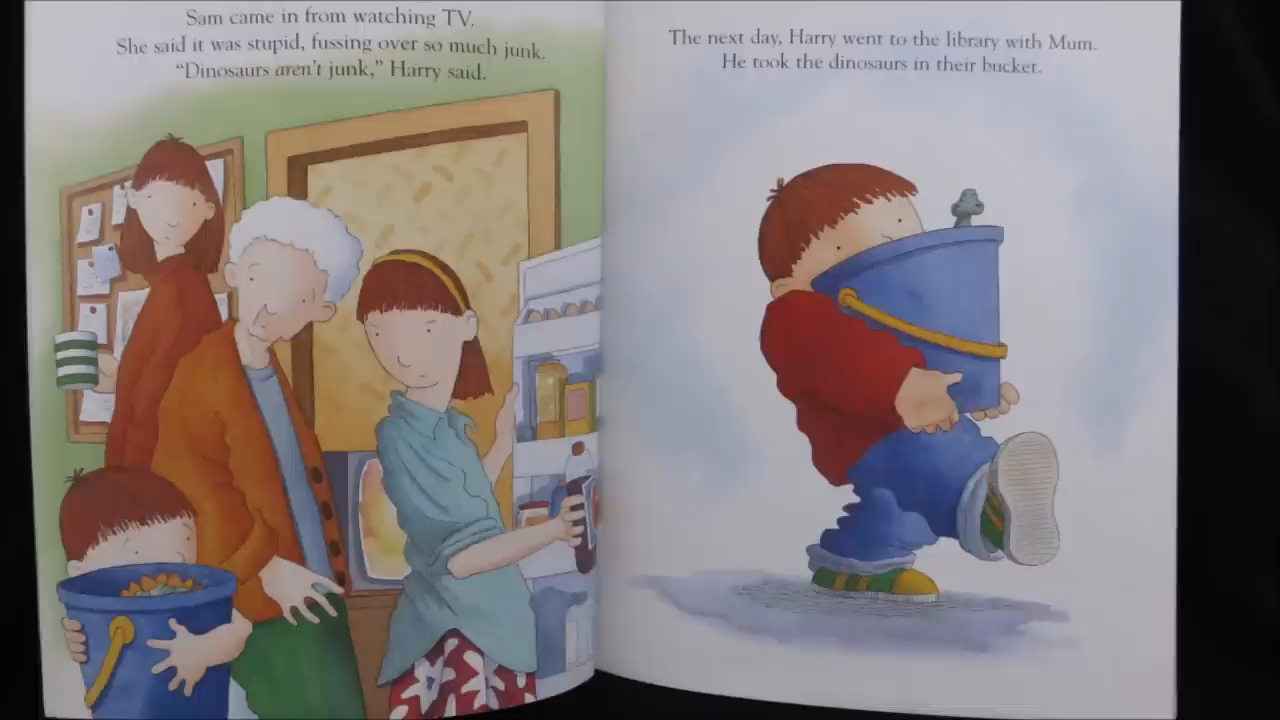 Sam came in from watching TV.
She said it was stupid, fussing over so much junk.
“Dinosaurs aren’t junk,” Harry said.
The next day, Harry went to the library with Mum.
He took the dinosaurs in their bucket.